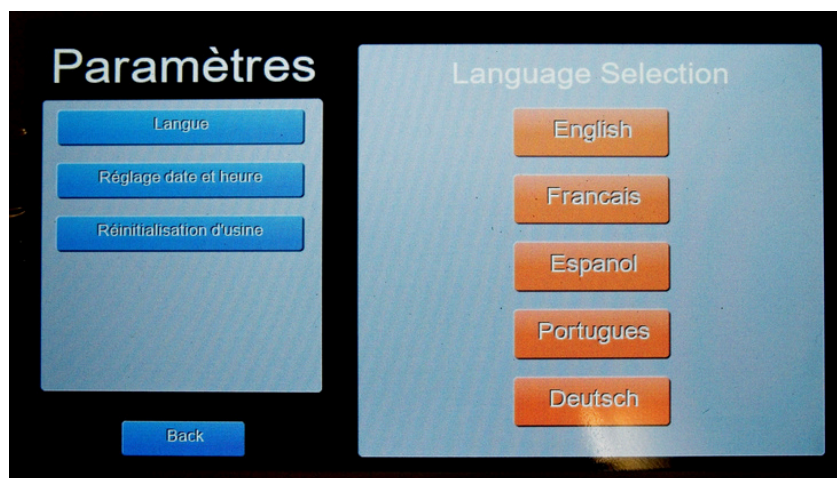 Paramètres
Langue
Réglage date et heure
Réinitialisation d'usine
Back
Language Selection
English
Francais
Espanol
Portugues
Deutsch